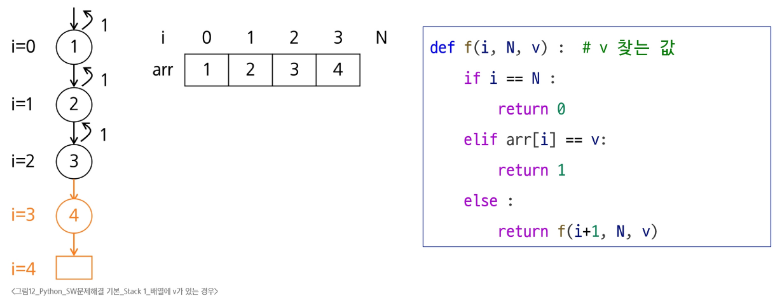 1
i=0 1
1
i=1 2
1
i=2 3
i=3 4
i=4
i 0 1 2 3 N
arr 1 2 3 4
def f(i, N, v) : # v 찾는 값
if i == N :
return 0
elif arr[i] == v:
return 1
else :
return f(i+1, N, v)
<그림12_Python_SW문제해결 기본_Stack 1_배열에 v가 있는 경우>